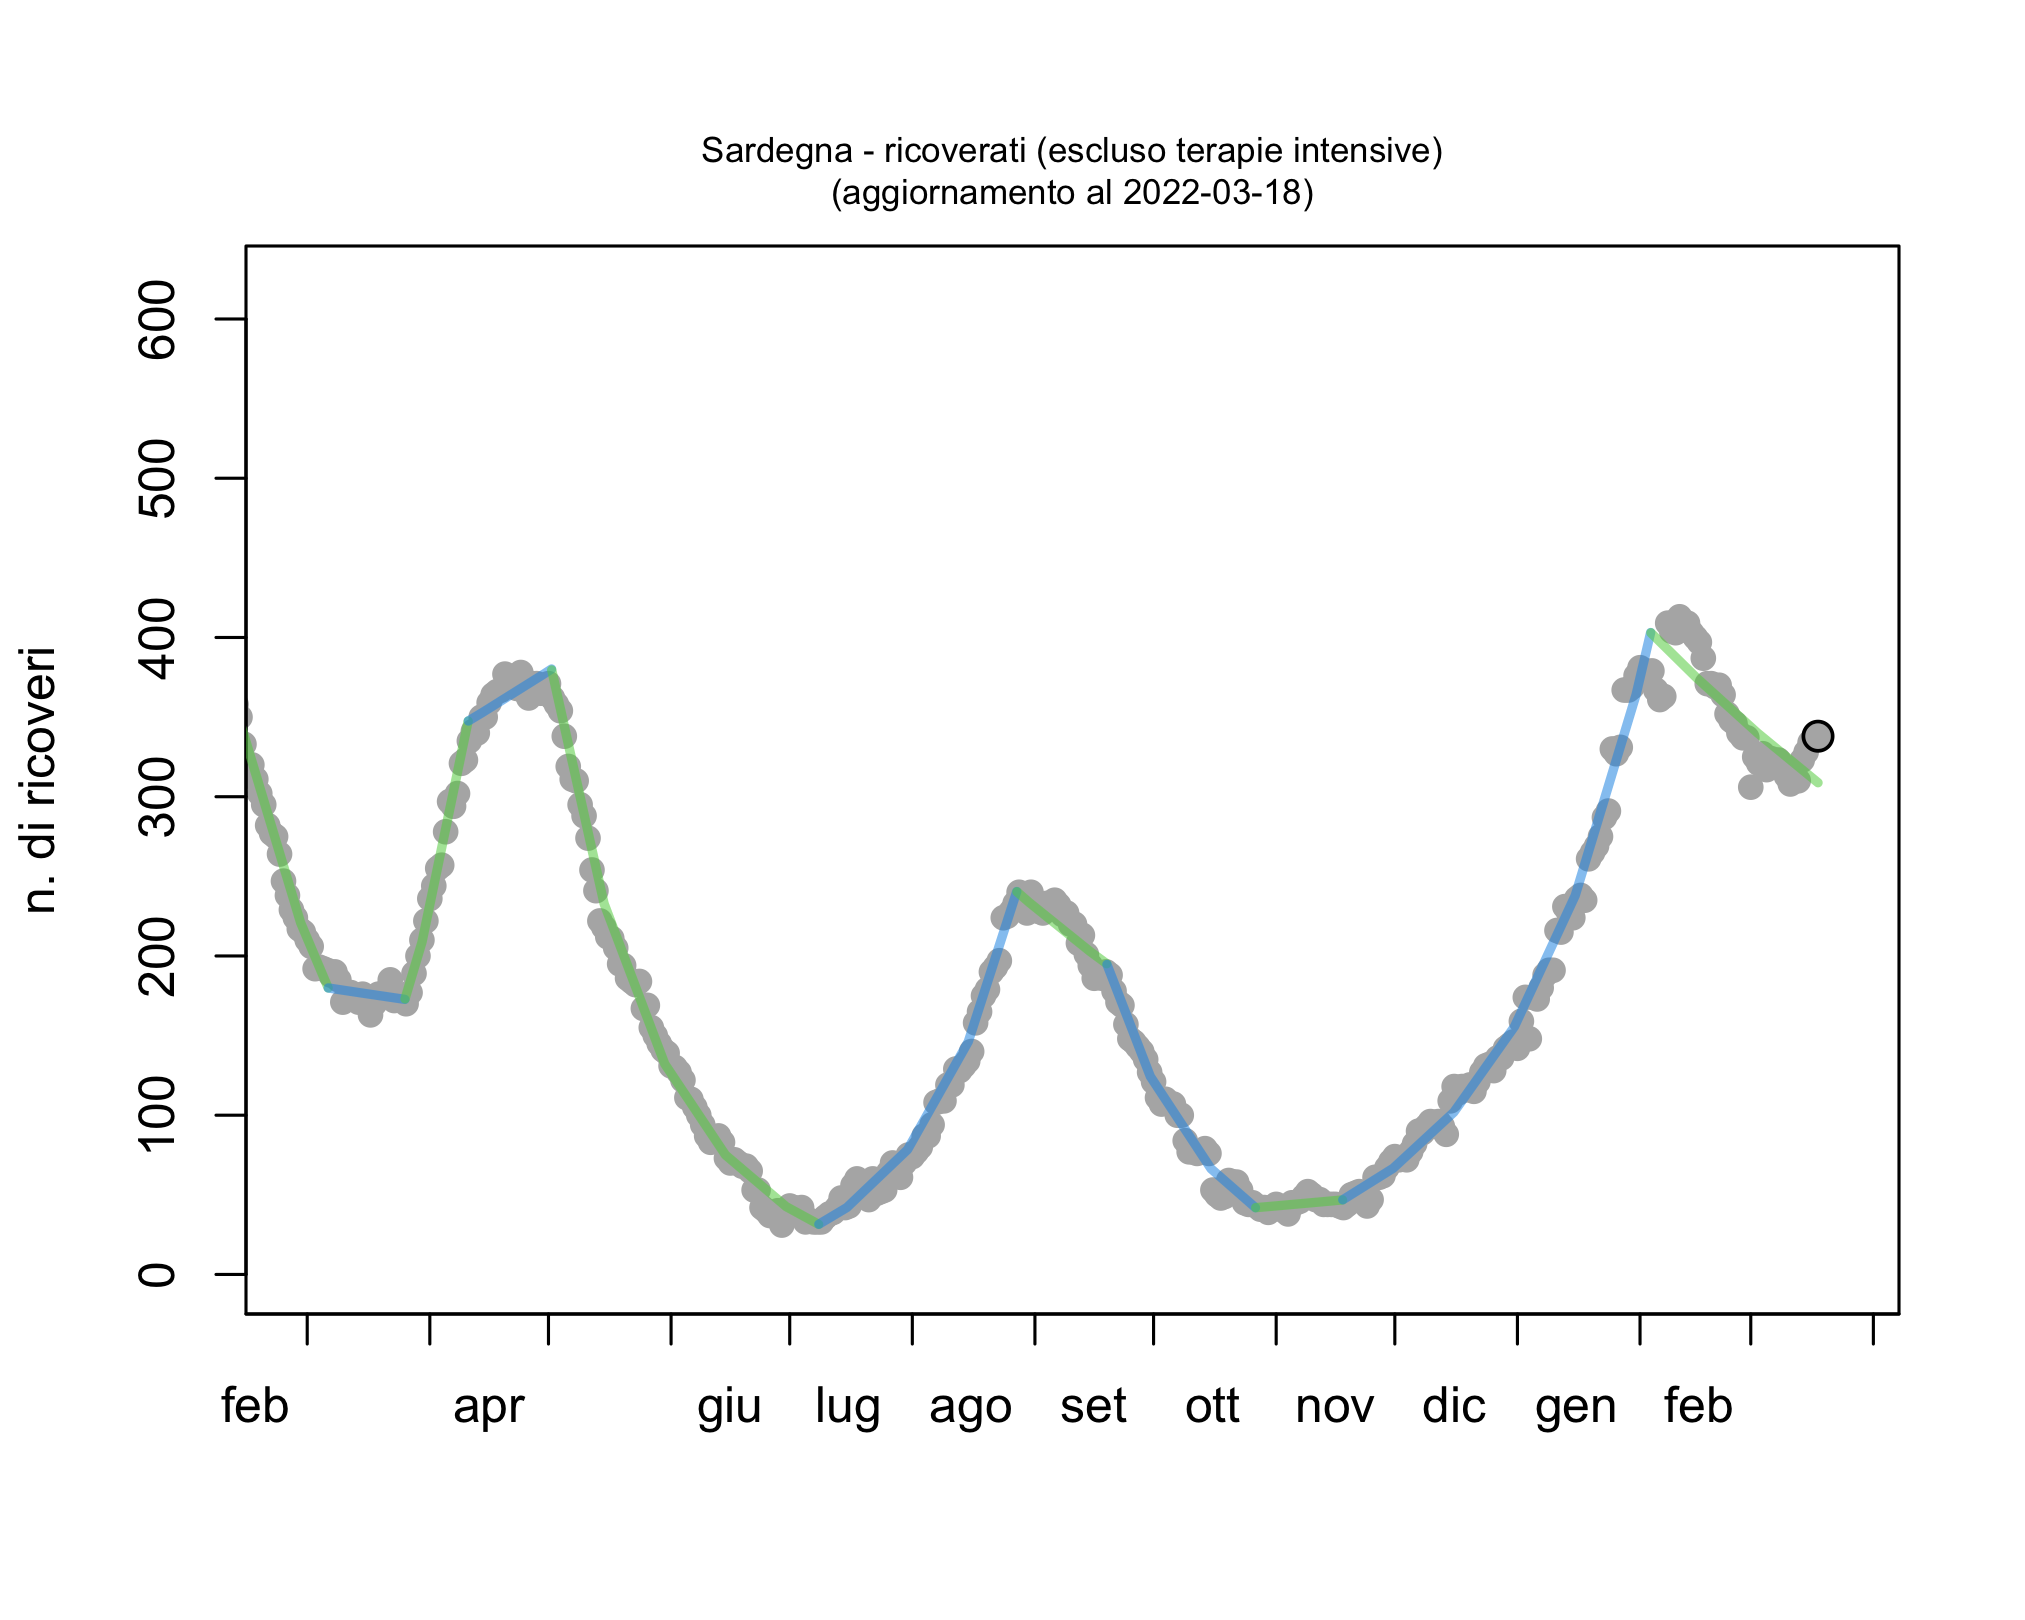 Sardegna - ricoverati (escluso terapie intensive)
(aggiornamento al 2022-03-18)
n. di ricoveri
600
500
400
300
200
100
0
feb apr giu lug ago set ott nov dic gen feb